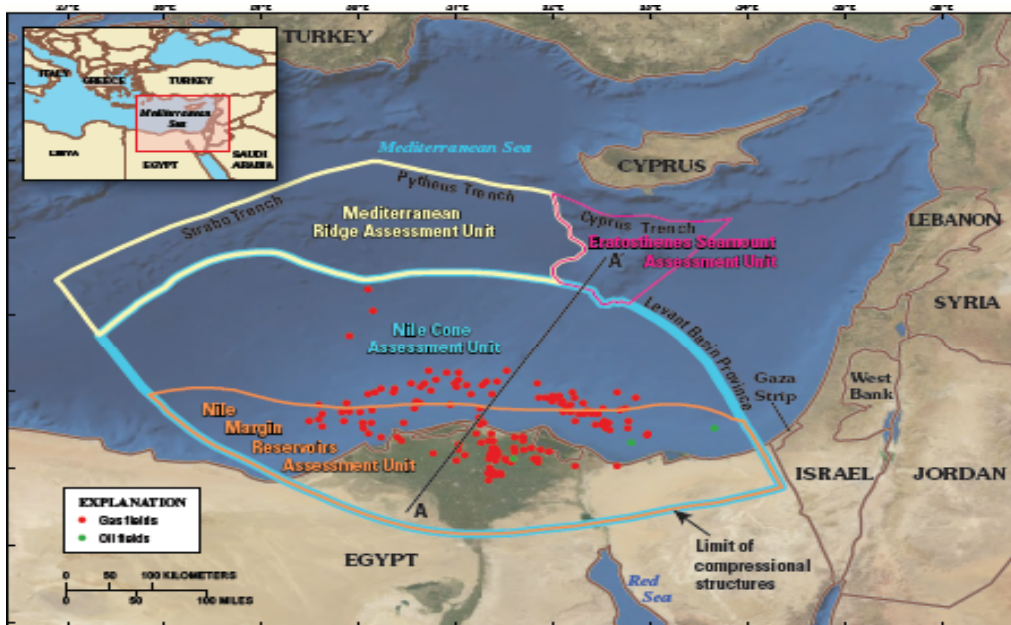 TURKEY
ITALY
GREECE
TURKEY
Mediterranean
Sea
LIBYA
EGYPT
SAUDI
ARABIA
Mediterranean Sea
CYPRUS
Strabo Trench
Pytheus Trench
Mediterranean
Ridge Assessment Unit
Cyprus
Trench
Eratosthenes Seamount
Assessment Unit
A'
LEBANON
SYRIA
Nile Cone
Assessment Unit
Levant Basin Province
Gaza
Strip
West
Bank
Nile
Margin
Reservoirs
Assessment Unit
ISRAEL
JORDAN
A
EXPLANATION
Gas fields
Oil fields
EGYPT
Limit of
compressional
structures
0 50 100 KILOMETERS
0 50 100 MILES
Red
Sea